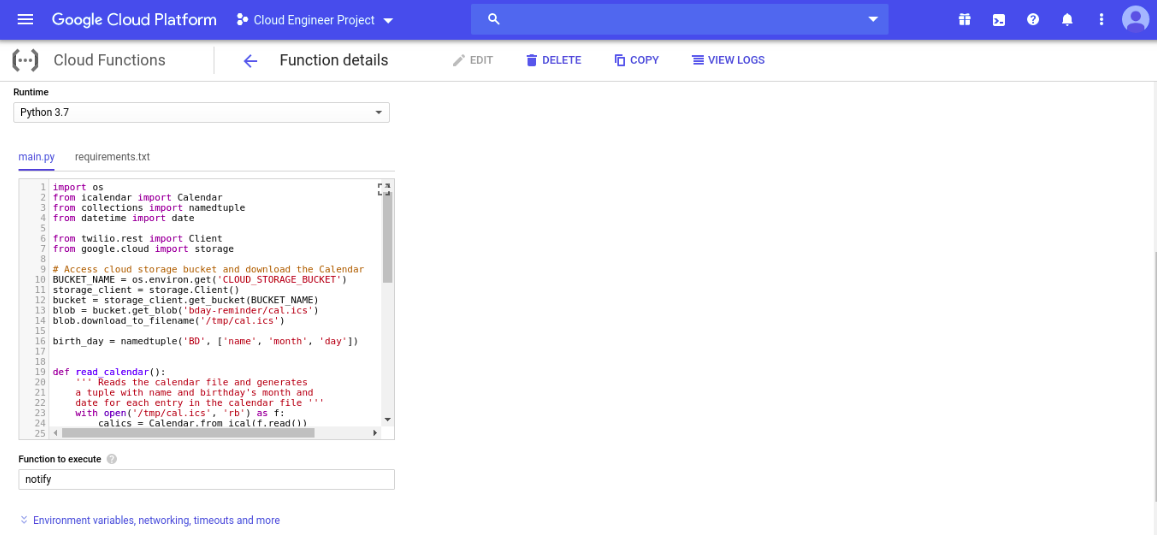 Google Cloud Platform Cloud Engineer Project
Cloud Functions Function details EDIT DELETE COPY VIEW LOGS
Runtime
Python 3.7
main.py requirements.txt
1 import os
2 from icalendar import Calendar
3 from collections import namedtuple
4 from datetime import date
5
6 from twilio.rest import Client
7 from google.cloud import storage
8
9 # Access cloud storage bucket and download the Calendar
10 BUCKET_NAME = os.environ.get('CLOUD_STORAGE_BUCKET')
11 storage_client = storage.Client()
12 bucket = storage_client.get_bucket(BUCKET_NAME)
13 blob = bucket.get_blob('bday-reminder/cal.ics')
14 blob.download_to_filename('/tmp/cal.ics')
15
16 birth_day = namedtuple('BD', ['name', 'month', 'day'])
17
18
19 def read_calendar():
20 ''' Reads the calendar file and generates
21 a tuple with name and birthday's month and
22 date for each entry in the calendar file '''
23 with open('/tmp/cal.ics', 'rb') as f:
24 calics = Calendar.from_ical(f.read())
25
Function to execute ?
notify
Environment variables, networking, timeouts and more